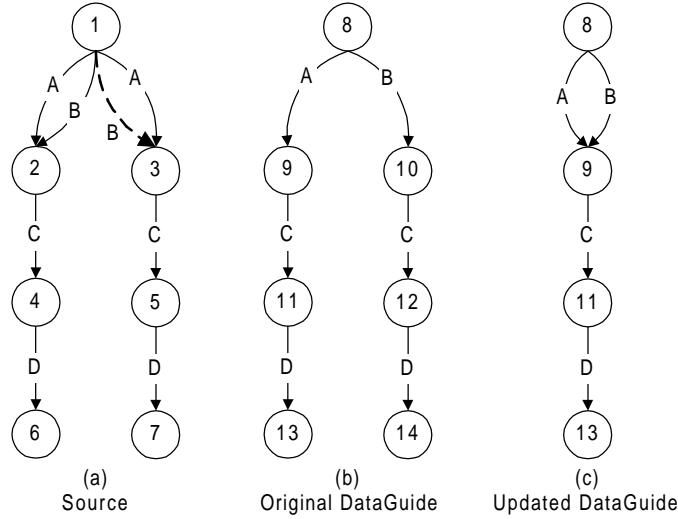 1
8
8
A
A
A
B
A
B
B
B
2
3
9
10
9
C
C
C
C
C
4
5
11
12
11
D
D
D
D
D
6
7
13
14
13
(a)
(b)
(c)
Source
Original DataGuide
Updated DataGuide